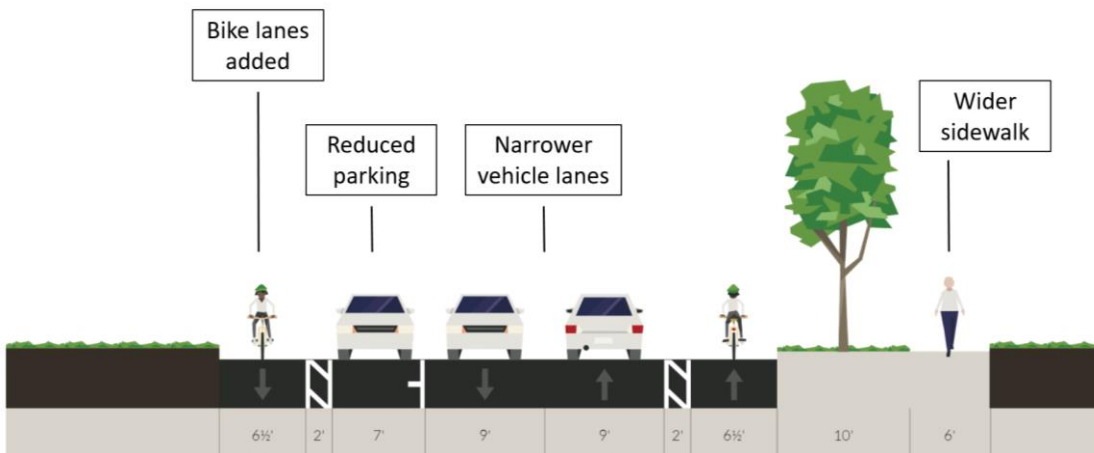 Bike lanes
added
Reduced
parking
Narrower
vehicle lanes
Wider
sidewalk
6½' 2' 7' 9' 9' 2' 6½' 10' 6'